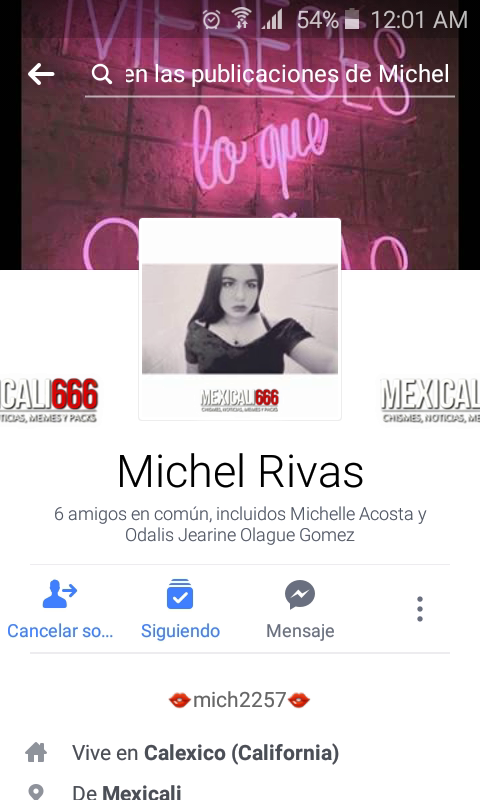 54% 12:01 AM
en las publicaciones de Michel
MERECES
lo que
MEXICALI666
CHISMES, NOTICIAS, MEMES Y PACKS
CALI666
TICIAS, MEMES Y PACKS
MEXICAL
CHISMES, NOTICIAS, ME
Michel Rivas
6 amigos en común, incluidos Michelle Acosta y
Odalis Jearine Olague Gomez
Cancelar so... Siguiendo Mensaje
mich2257
Vive en Calexico (California)
De Mexicali